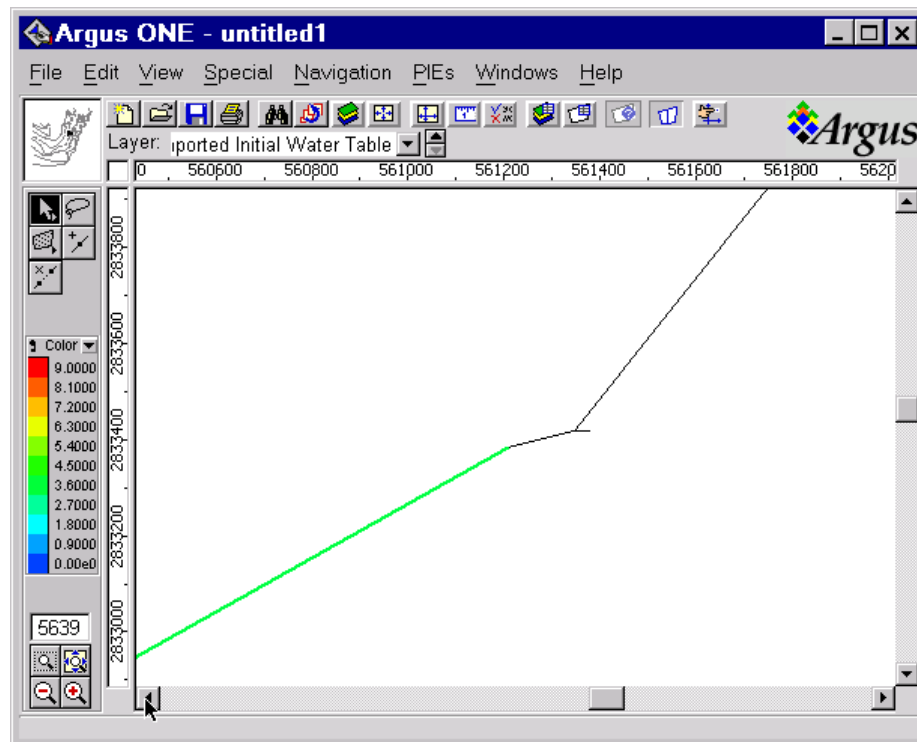 Argus ONE - untitled1
File Edit View Special Navigation PIEs Windows Help
Argus
Layer: ported Initial Water Table
0 560600 560800 561000 561200 561400 561600 561800 5620
2833800
2833600
2833400
2833200
2833000
Color
9.0000
8.1000
7.2000
6.3000
5.4000
4.5000
3.6000
2.7000
1.8000
0.9000
0.00e0
5639